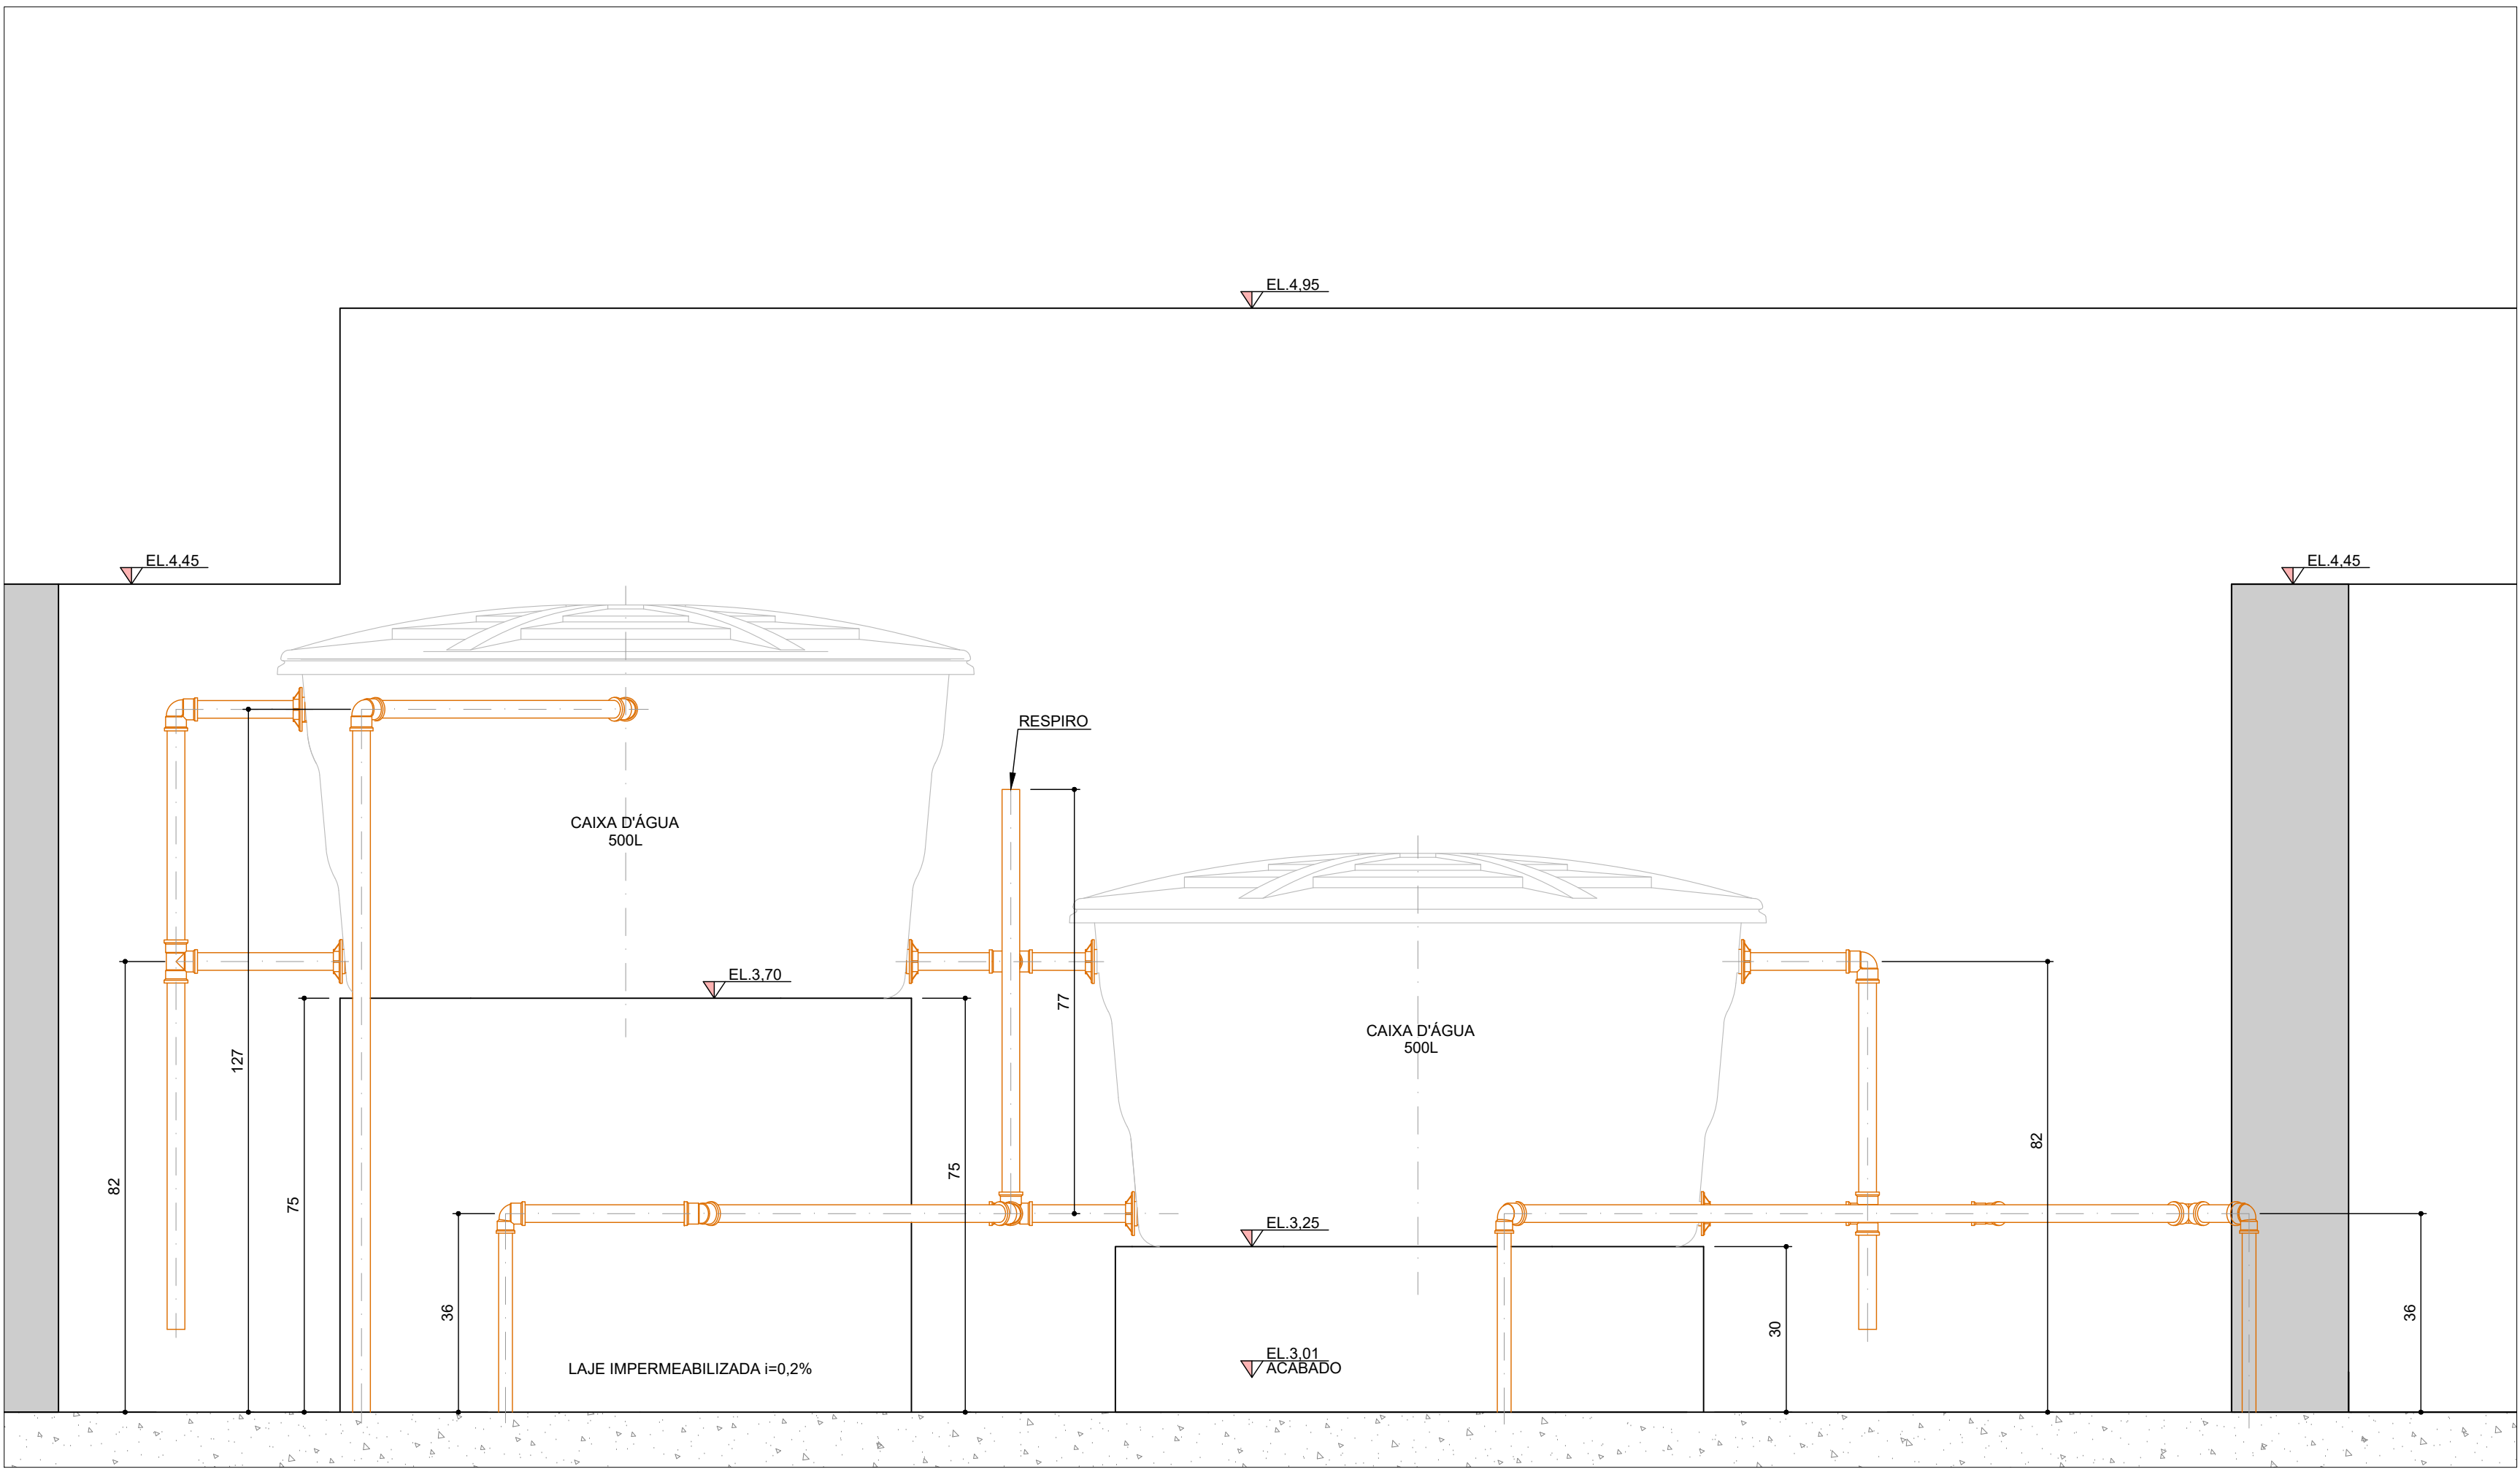 EL.4,95
EL.4,45
EL.4,45
RESPIRO
CAIXA D'ÁGUA
500L
EL.3,70
77
CAIXA D'ÁGUA
500L
127
82
75
75
82
36
EL.3,25
30
36
LAJE IMPERMEABILIZADA i=0,2%
EL.3,01
ACABADO